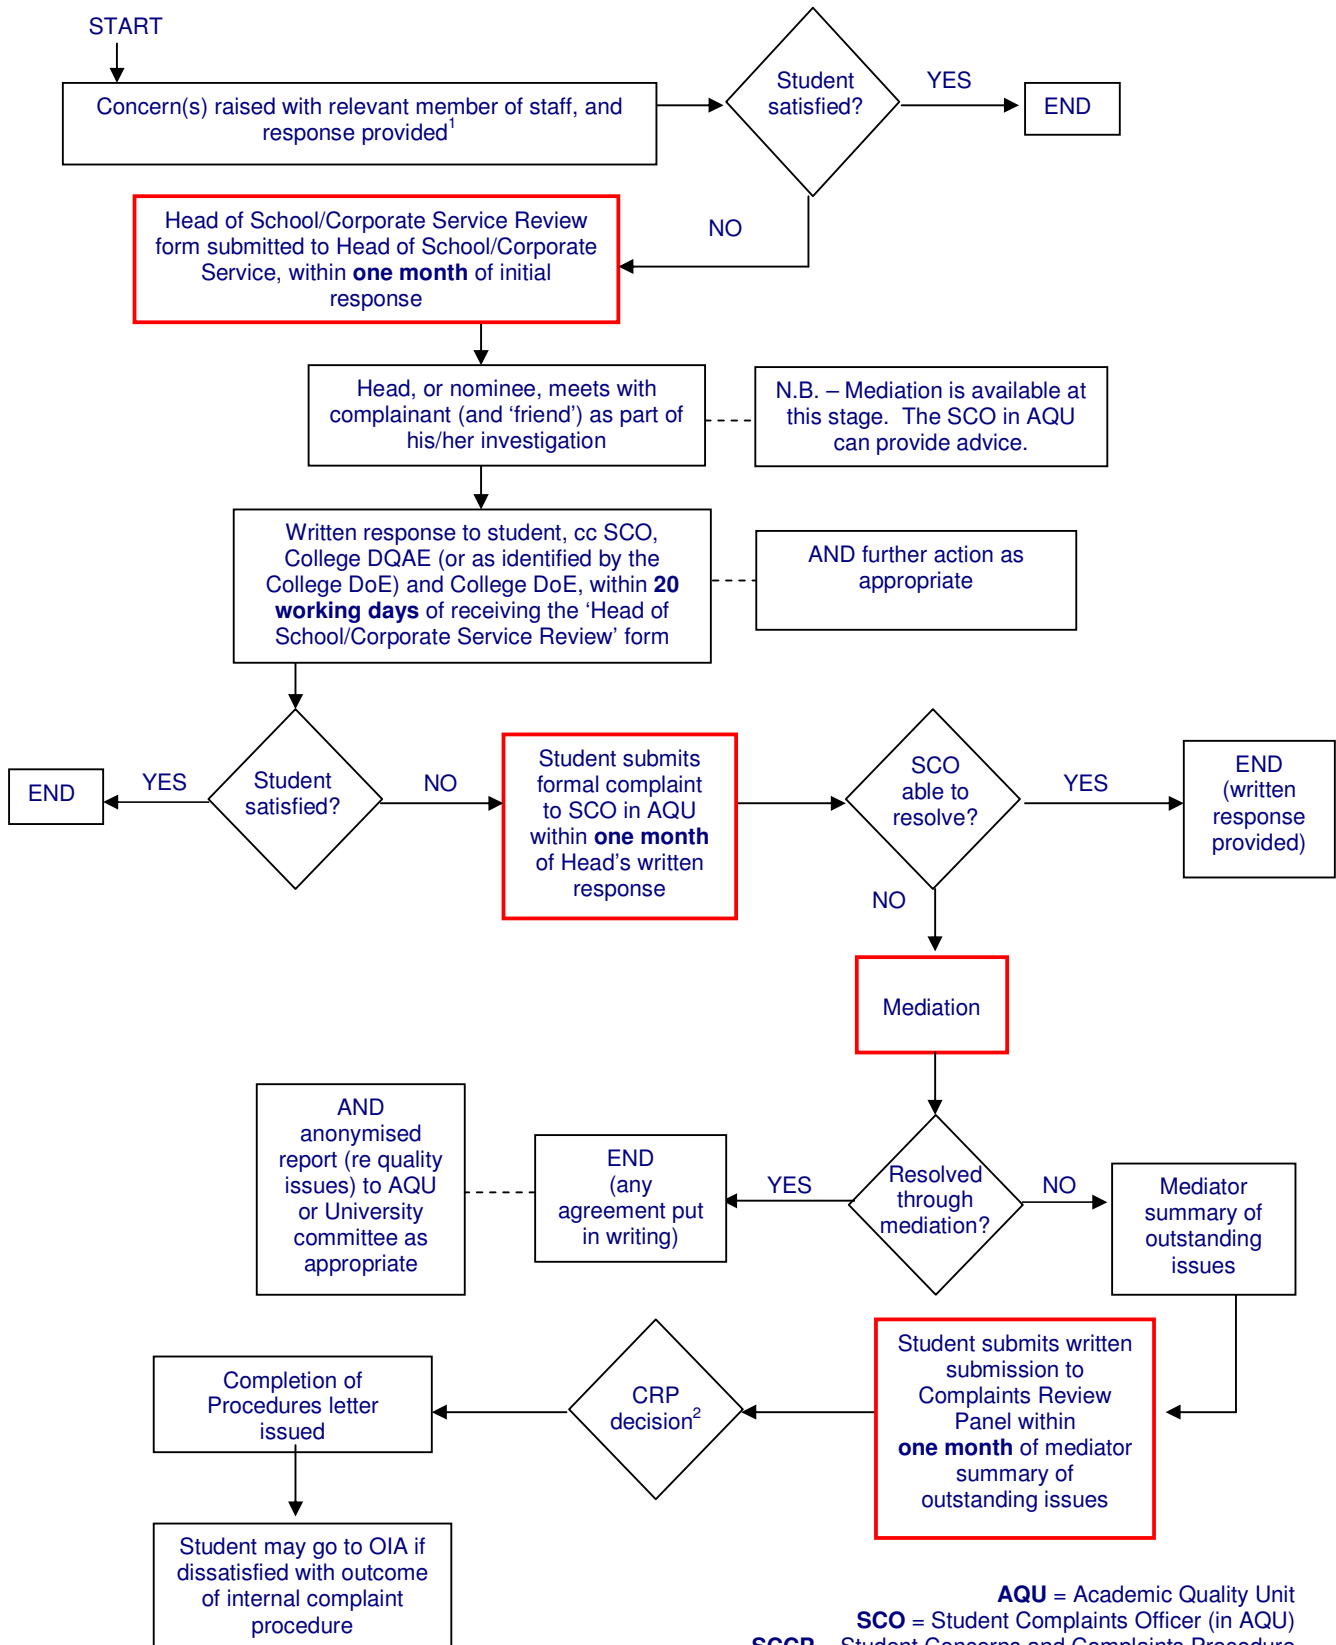 START
Concern(s) raised with relevant member of staff, and
response provided1
Student
satisfied?
YES
END
NO
Head of School/Corporate Service Review
form submitted to Head of School/Corporate
Service, within one month of initial
response
Head, or nominee, meets with
complainant (and ‘friend’) as part of
his/her investigation
N.B. – Mediation is available at
this stage.  The SCO in AQU
can provide advice.
Written response to student, cc SCO,
College DQAE (or as identified by the
College DoE) and College DoE, within 20
working days of receiving the ‘Head of
School/Corporate Service Review’ form
AND further action as
appropriate
END
YES
Student
satisfied?
NO
Student submits
formal complaint
to SCO in AQU
within one month
of Head’s written
response
SCO
able to
resolve?
YES
END
(written
response
provided)
NO
Mediation
AND
anonymised
report (re quality
issues) to AQU
or University
committee as
appropriate
END
(any
agreement put
in writing)
YES
Resolved
through
mediation?
NO
Mediator
summary of
outstanding
issues
Student submits written
submission to
Complaints Review
Panel within
one month of mediator
summary of
outstanding issues
CRP
decision2
Completion of
Procedures letter
issued
Student may go to OIA if
dissatisfied with outcome
of internal complaint
procedure
AQU = Academic Quality Unit
SCO = Student Complaints Officer (in AQU)
SCCP = Student Concerns and Complaints Procedure